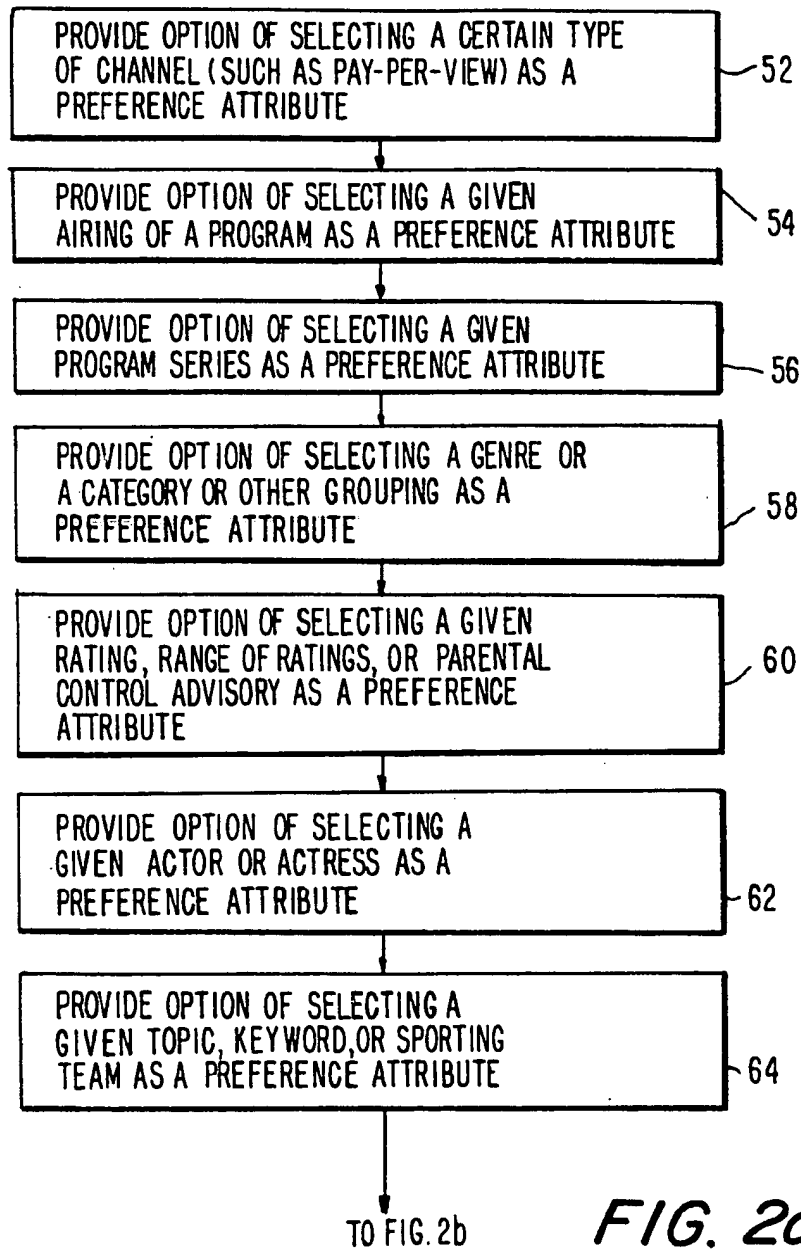 PROVIDE OPTION OF SELECTING A CERTAIN TYPE
OF CHANNEL (SUCH AS PAY-PER-VIEW) AS A
PREFERENCE ATTRIBUTE
52
PROVIDE OPTION OF SELECTING A GIVEN
AIRING OF A PROGRAM AS A PREFERENCE ATTRIBUTE
54
PROVIDE OPTION OF SELECTING A GIVEN
PROGRAM SERIES AS A PREFERENCE ATTRIBUTE
56
PROVIDE OPTION OF SELECTING A GENRE OR
A CATEGORY OR OTHER GROUPING AS A
PREFERENCE ATTRIBUTE
58
PROVIDE OPTION OF SELECTING A GIVEN
RATING, RANGE OF RATINGS, OR PARENTAL
CONTROL ADVISORY AS A PREFERENCE
ATTRIBUTE
60
PROVIDE OPTION OF SELECTING A
GIVEN ACTOR OR ACTRESS AS A
PREFERENCE ATTRIBUTE
62
PROVIDE OPTION OF SELECTING A
GIVEN TOPIC, KEYWORD, OR SPORTING
TEAM AS A PREFERENCE ATTRIBUTE
64
TO FIG. 2b
FIG.